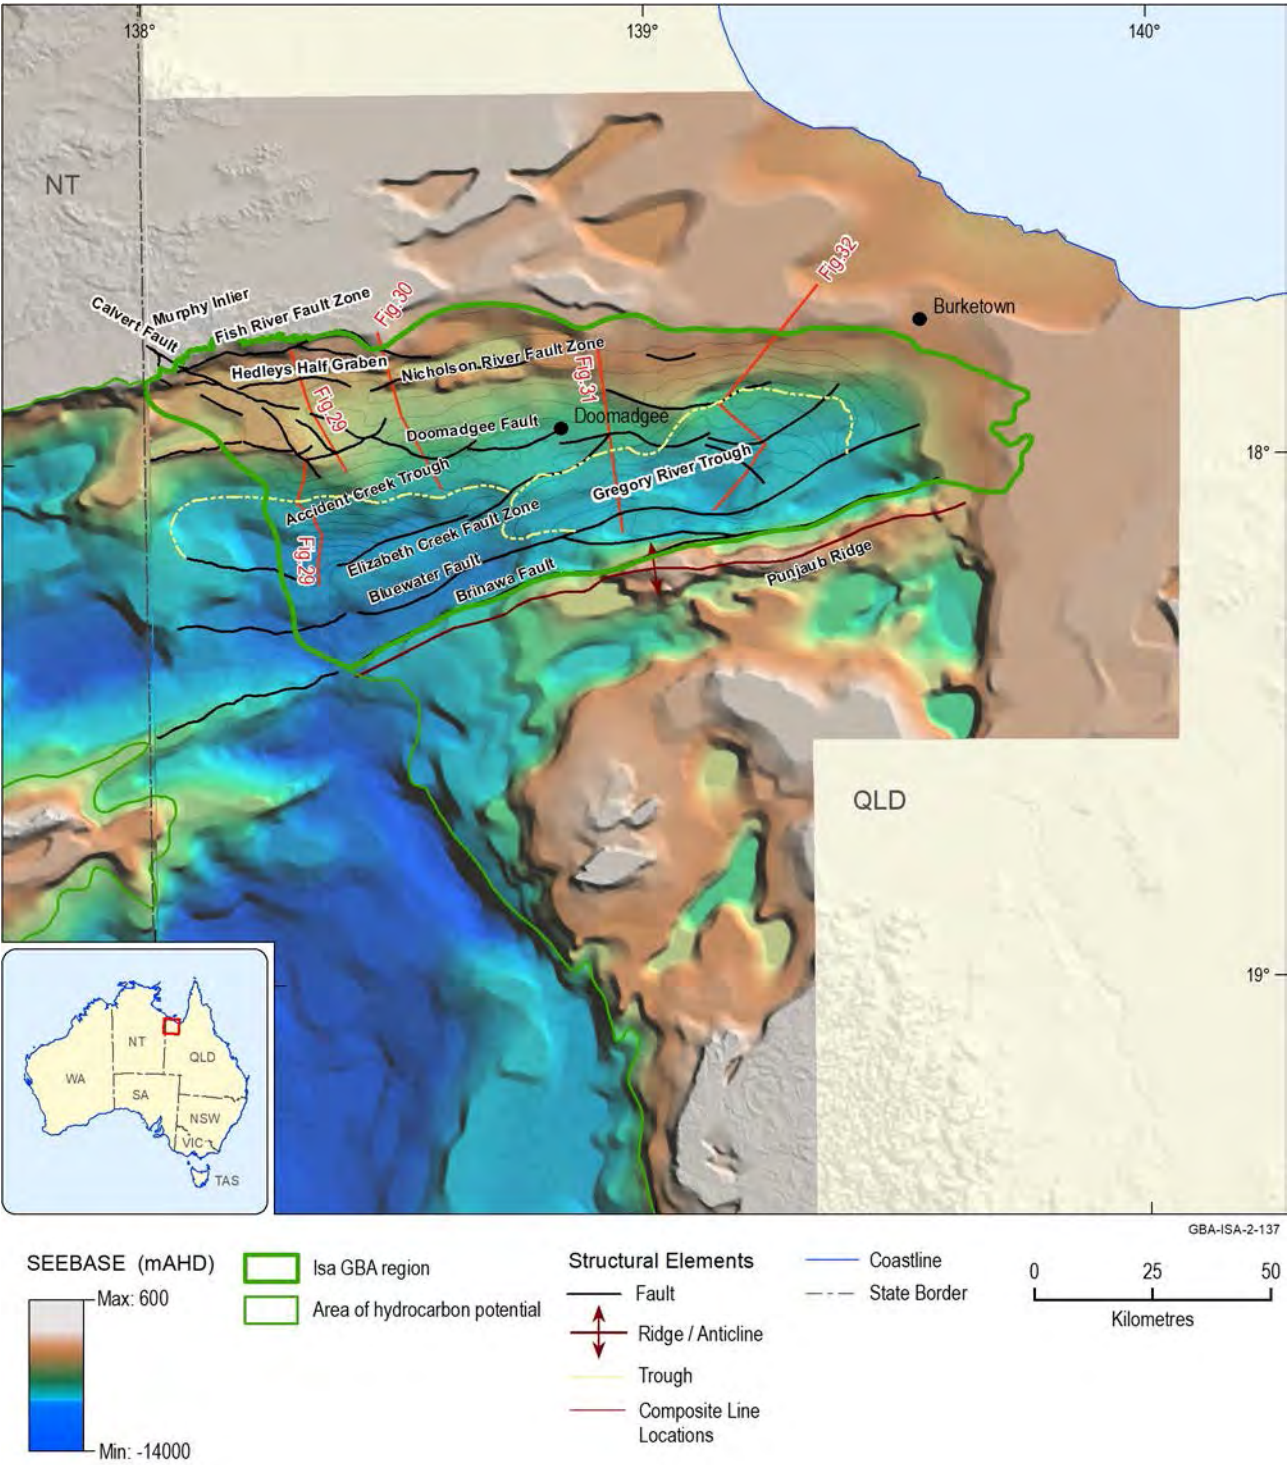 138°
139°
140°
NT
Fig.32
Burketown
Murphy Inlier
Calvert Fault
Fish River Fault Zone
Fig.30
Hedleys Half Graben
Nicholson River Fault Zone
Fig.31
Fig.29
Doomadgee
Doomadgee Fault
18°
Accident Creek Trough
Gregory River Trough
Elizabeth Creek Fault Zone
Fig.29
Bluewater Fault
Brinawa Fault
Punjaub Ridge
QLD
19°
NT
QLD
WA
SA
NSW
VIC
TAS
GBA-ISA-2-137
SEEBASE (mAHD)
Max: 600
Min: -14000
Isa GBA region
Area of hydrocarbon potential
Structural Elements
Fault
Ridge / Anticline
Trough
Composite Line
Locations
Coastline
State Border
0 25 50
Kilometres